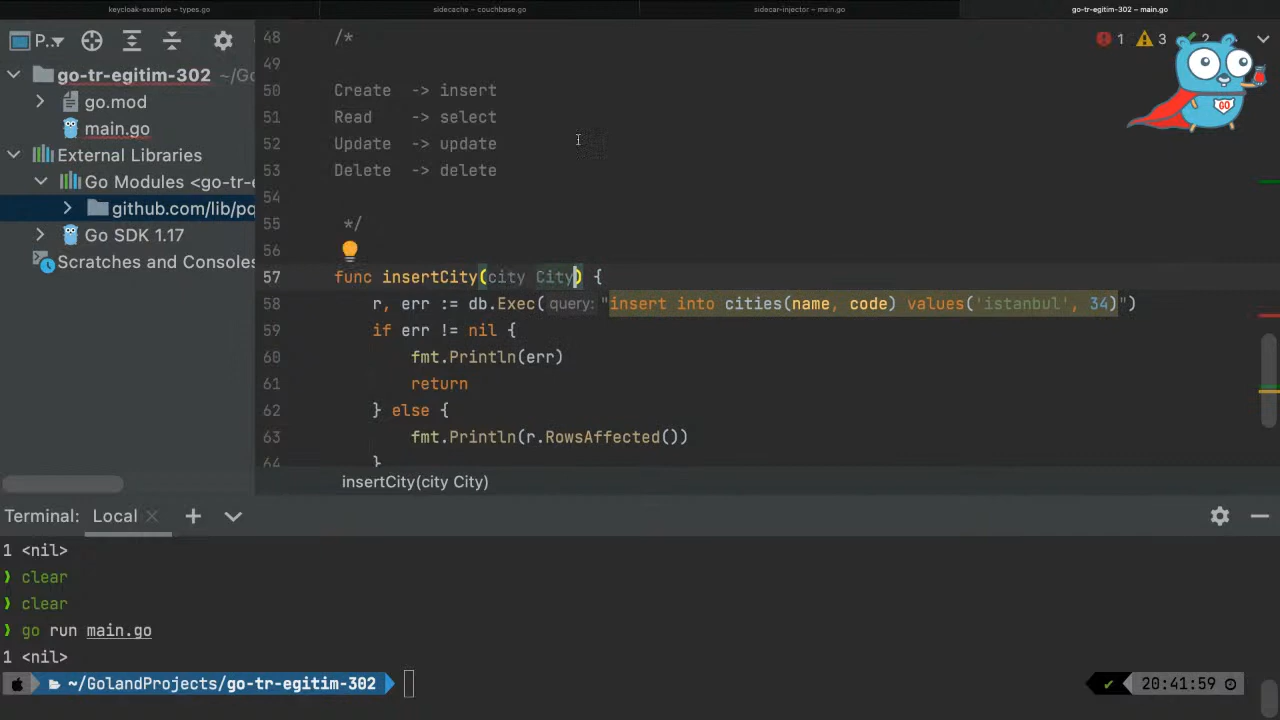 keycloak-example – types.go
sidecache – couchbase.go
sidecar-injector – main.go
go-tr-egitim-302 – main.go
P..
go-tr-egitim-302 ~/Go
go.mod
main.go
External Libraries
Go Modules <go-tr-e
github.com/lib/pq
Go SDK 1.17
Scratches and Consoles
1 3 2
GO
48 /*
49
50 Create -> insert
51 Read -> select
52 Update -> update
53 Delete -> delete
54
55 */
56
57 func insertCity(city City) {
58 r, err := db.Exec( query: "insert into cities(name, code) values('istanbul', 34)")
59 if err != nil {
60 fmt.Println(err)
61 return
62 } else {
63 fmt.Println(r.RowsAffected())
64 }
insertCity(city City)
Terminal: Local
1 <nil>
❯ clear
❯ clear
❯ go run main.go
1 <nil>
~/GolandProjects/go-tr-egitim-302
✔ 20:41:59